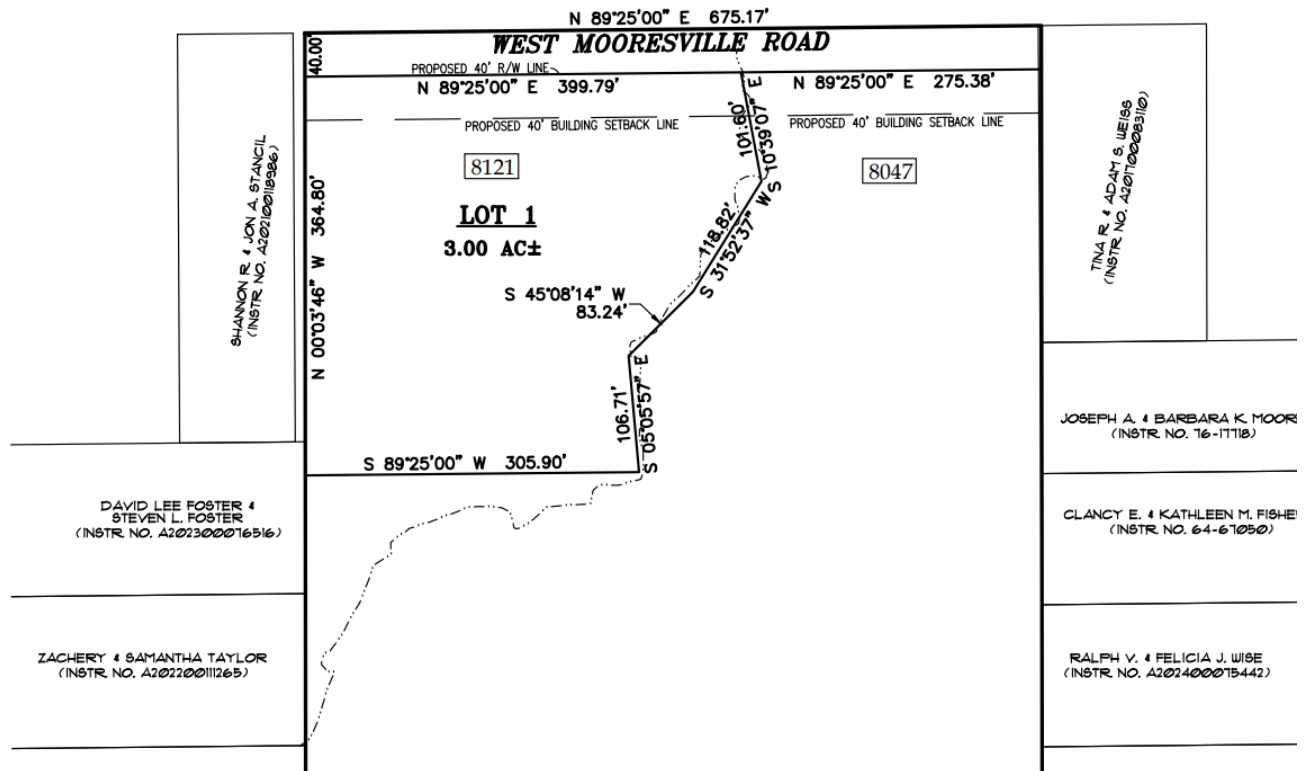 N 89°25'00" E 675.17'
WEST MOORESVILLE ROAD
40.00'
PROPOSED 40' R/W LINE
N 89°25'00" E 399.79'
N 89°25'00" E 275.38'
PROPOSED 40' BUILDING SETBACK LINE
PROPOSED 40' BUILDING SETBACK LINE
101.60'
S 10°39'07" E
8121
8047
LOT 1
3.00 AC±
118.82'
S 31°52'37" W
S 45°08'14" W
83.24'
N 00°03'46" W 364.80'
106.71'
S 05°05'57" E
S 89°25'00" W 305.90'
SHANNON R. & JON A. STANCIL
(INSTR. NO. A202100118986)
TINA R. & ADAM S. WEISS
(INSTR. NO. A201700083110)
JOSEPH A. & BARBARA K. MOOR
(INSTR. NO. 76-17718)
DAVID LEE FOSTER &
STEVEN L. FOSTER
(INSTR. NO. A202300076516)
CLANCY E. & KATHLEEN M. FISHE
(INSTR. NO. 64-67050)
ZACHERY & SAMANTHA TAYLOR
(INSTR. NO. A202200111265)
RALPH V. & FELICIA J. WISE
(INSTR. NO. A202400075442)